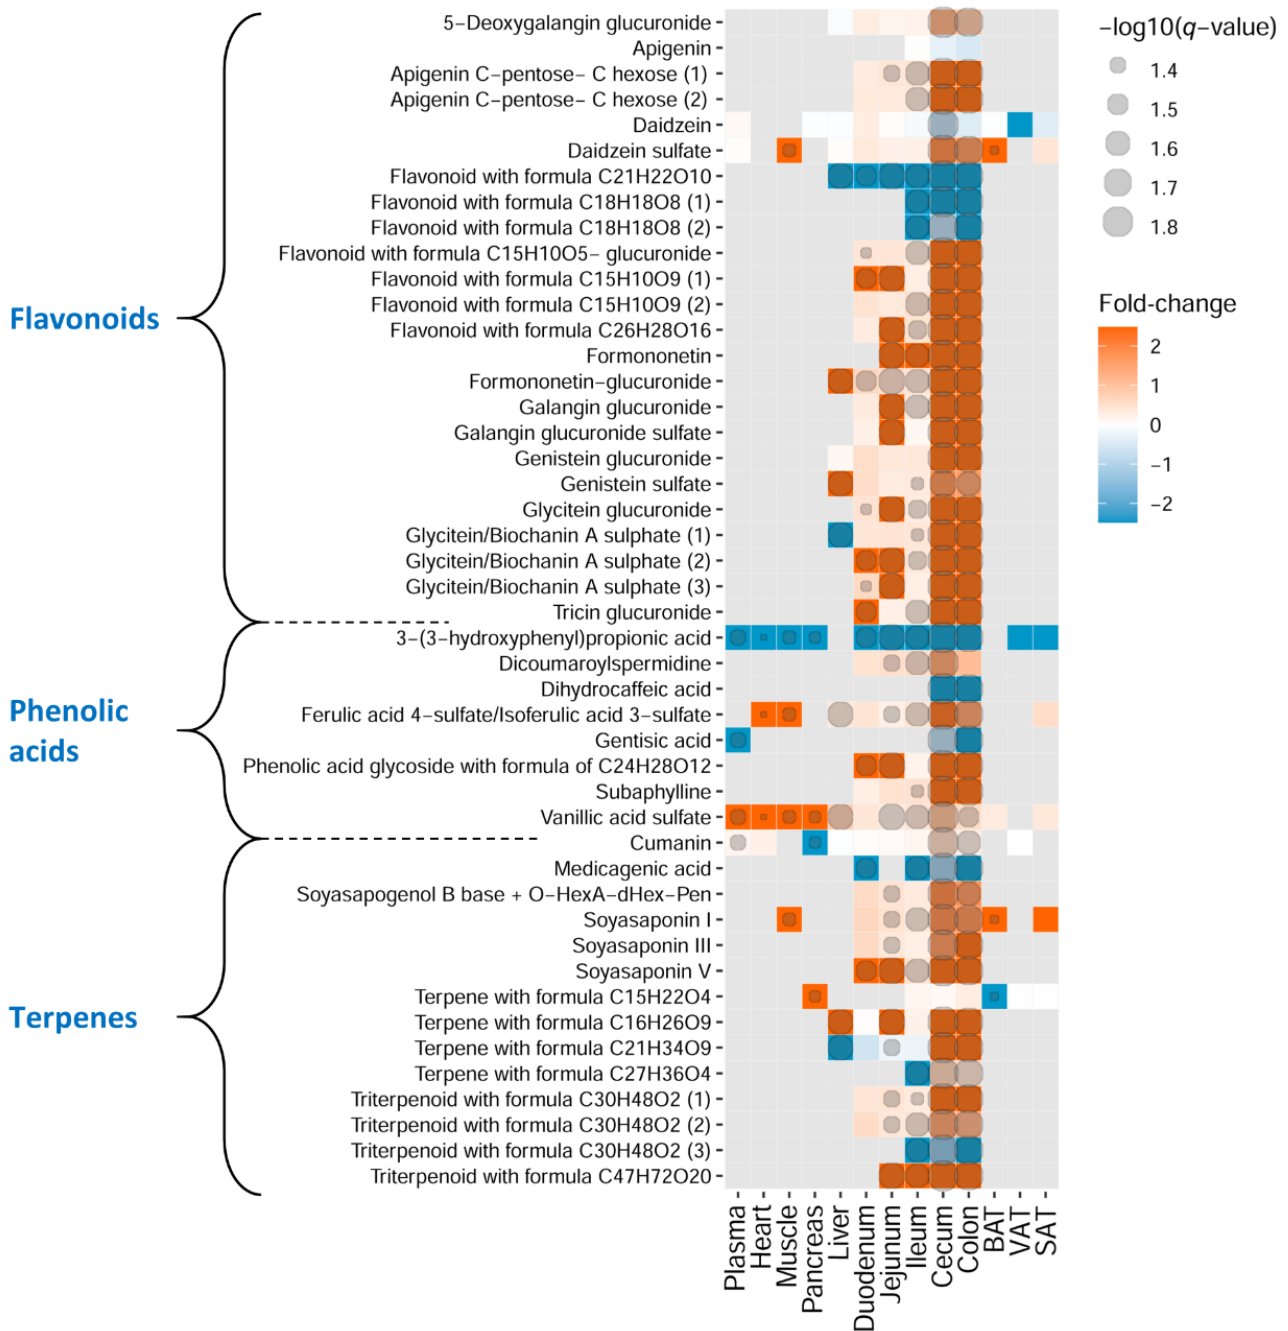 5−Deoxygalangin glucuronide
Apigenin
Apigenin C−pentose− C hexose (1)
Apigenin C−pentose− C hexose (2)
Daidzein
Daidzein sulfate
Flavonoid with formula C21H22O10
Flavonoid with formula C18H18O8 (1)
Flavonoid with formula C18H18O8 (2)
Flavonoid with formula C15H10O5− glucuronide
Flavonoid with formula C15H10O9 (1)
Flavonoid with formula C15H10O9 (2)
Flavonoid with formula C26H28O16
Formononetin
Formononetin−glucuronide
Galangin glucuronide
Galangin glucuronide sulfate
Genistein glucuronide
Genistein sulfate
Glycitein glucuronide
Glycitein/Biochanin A sulphate (1)
Glycitein/Biochanin A sulphate (2)
Glycitein/Biochanin A sulphate (3)
Tricin glucuronide
3−(3−hydroxyphenyl)propionic acid
Dicoumaroylspermidine
Dihydrocaffeic acid
Ferulic acid 4−sulfate/Isoferulic acid 3−sulfate
Gentisic acid
Phenolic acid glycoside with formula of C24H28O12
Subaphylline
Vanillic acid sulfate
Cumanin
Medicagenic acid
Soyasapogenol B base + O−HexA−dHex−Pen
Soyasaponin I
Soyasaponin III
Soyasaponin V
Terpene with formula C15H22O4
Terpene with formula C16H26O9
Terpene with formula C21H34O9
Terpene with formula C27H36O4
Triterpenoid with formula C30H48O2 (1)
Triterpenoid with formula C30H48O2 (2)
Triterpenoid with formula C30H48O2 (3)
Triterpenoid with formula C47H72O20
Flavonoids
Phenolic
acids
Terpenes
Plasma
Heart
Muscle
Pancreas
Liver
Duodenum
Jejunum
Ileum
Cecum
Colon
BAT
VAT
SAT
−log10(q−value)
1.4
1.5
1.6
1.7
1.8
Fold-change
2
1
0
−1
−2